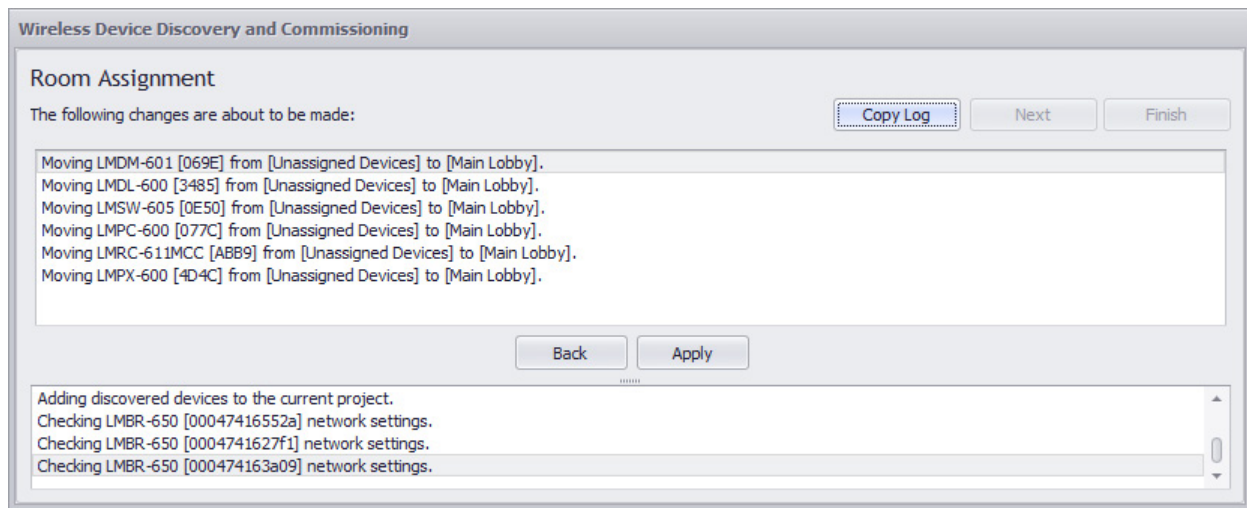 Wireless Device Discovery and Commissioning
Room Assignment
The following changes are about to be made:
Copy Log
Next
Finish
Moving LMDM-601 [069E] from [Unassigned Devices] to [Main Lobby].
Moving LMDL-600 [3485] from [Unassigned Devices] to [Main Lobby].
Moving LMSW-605 [0E50] from [Unassigned Devices] to [Main Lobby].
Moving LMPC-600 [077C] from [Unassigned Devices] to [Main Lobby].
Moving LMRC-611MCC [ABB9] from [Unassigned Devices] to [Main Lobby].
Moving LMPX-600 [4D4C] from [Unassigned Devices] to [Main Lobby].
Back
Apply
Adding discovered devices to the current project.
Checking LMBR-650 [00047416552a] network settings.
Checking LMBR-650 [0004741627f1] network settings.
Checking LMBR-650 [000474163a09] network settings.